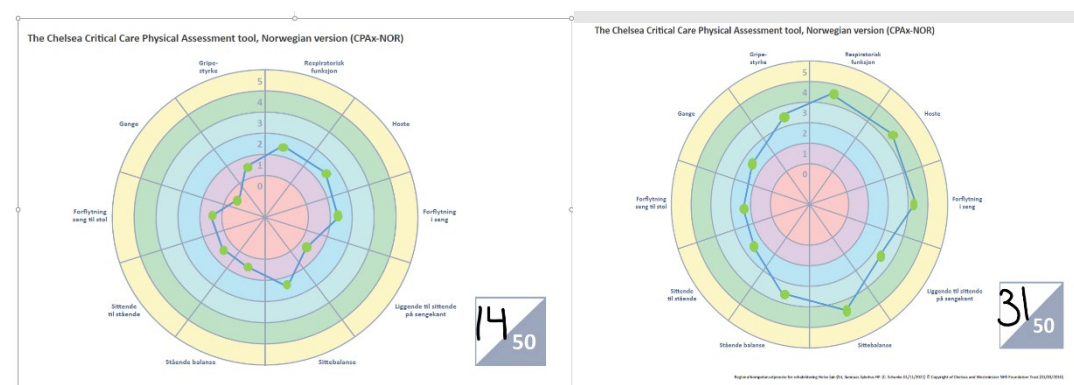 The Chelsea Critical Care Physical Assessment tool, Norwegian version (CPAx-NOR)
Gripe-
styrke
Respiratorisk
funksjon
Gange
Hoste
5
4
3
2
1
0
Forflytning
seng til stol
Forflytning
i seng
Sittende
til stående
Liggende til sittende
på sengekant
Stående balanse
Sittebalanse
14
50
The Chelsea Critical Care Physical Assessment tool, Norwegian version (CPAx-NOR)
Gripe-
styrke
Respiratorisk
funksjon
Gange
Hoste
5
4
3
2
1
0
Forflytning
seng til stol
Forflytning
i seng
Sittende
til stående
Liggende til sittende
på sengekant
Stående balanse
Sittebalanse
31
50